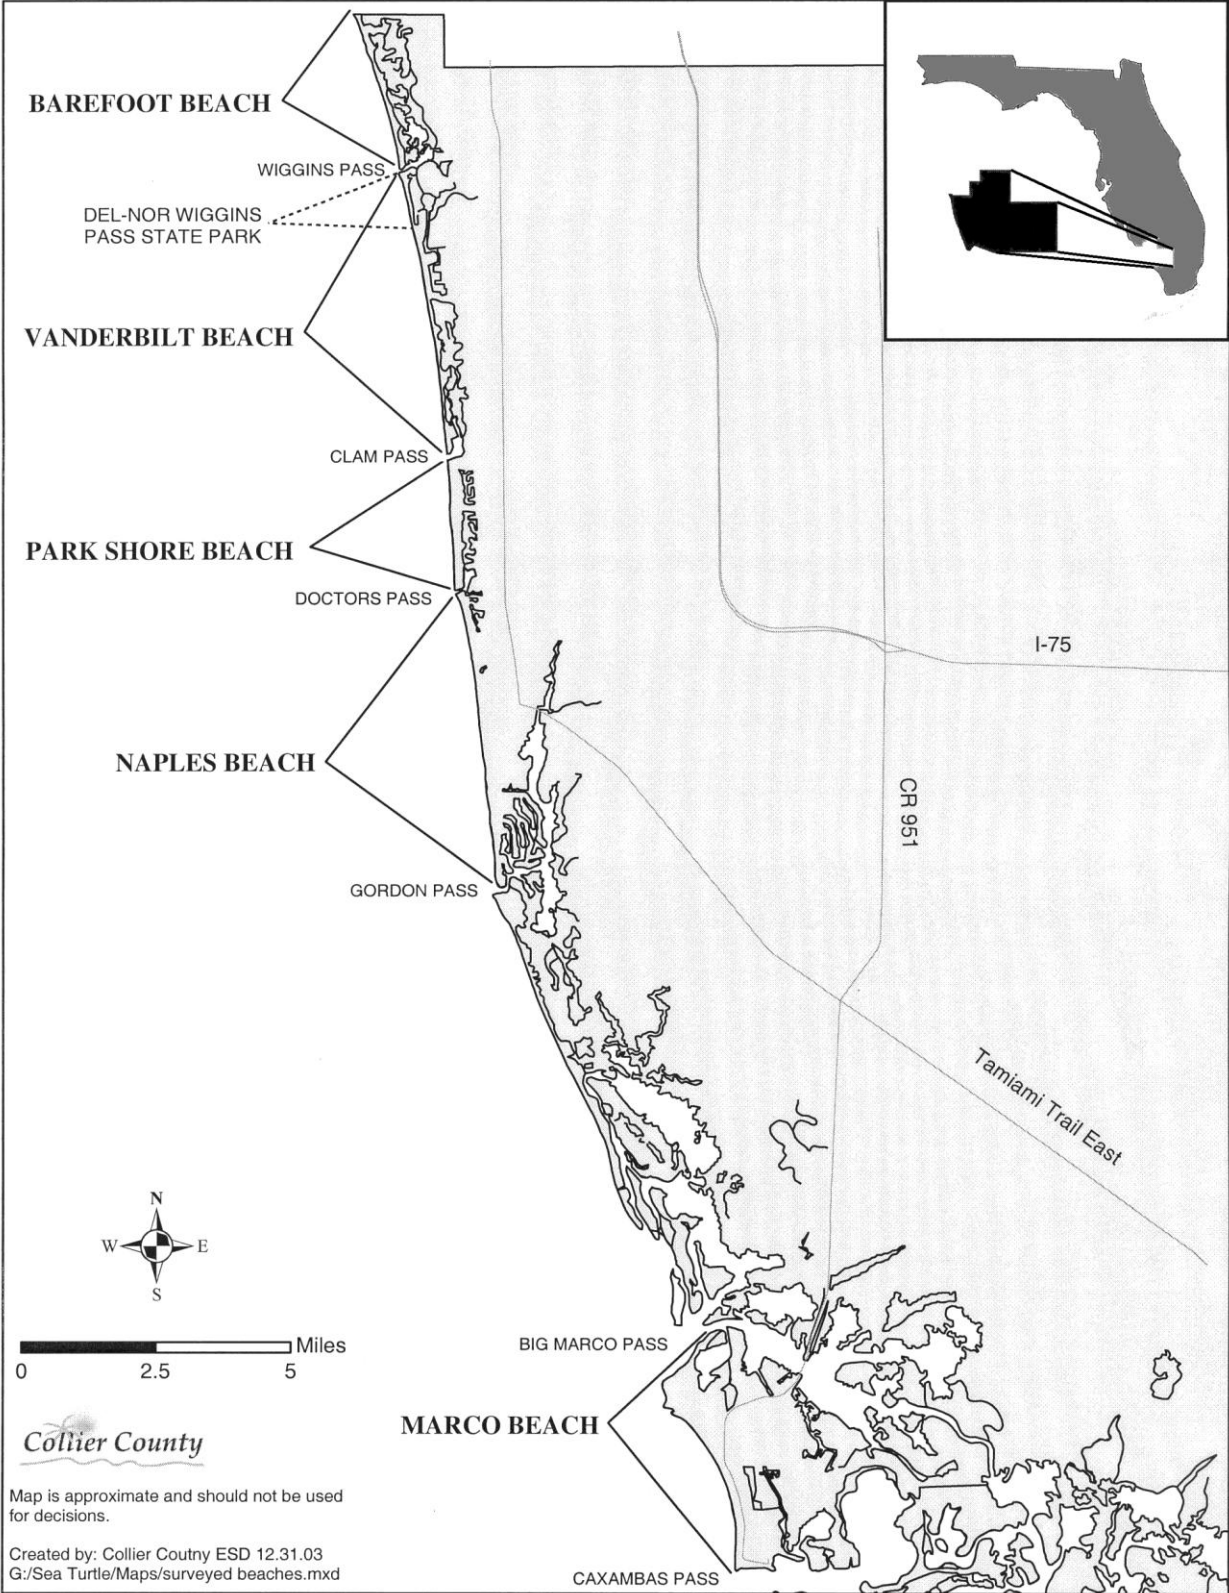 BAREFOOT BEACH
WIGGINS PASS
DEL-NOR WIGGINS
PASS STATE PARK
VANDERBILT BEACH
CLAM PASS
PARK SHORE BEACH
DOCTORS PASS
I-75
NAPLES BEACH
CR 951
GORDON PASS
Tamiami Trail East
N
W
E
S
BIG MARCO PASS
Miles
0
2.5
5
MARCO BEACH
Collier County
Map is approximate and should not be used
for decisions.
Created by: Collier Coutny ESD 12.31.03
G:/Sea Turtle/Maps/surveyed beaches.mxd
CAXAMBAS PASS